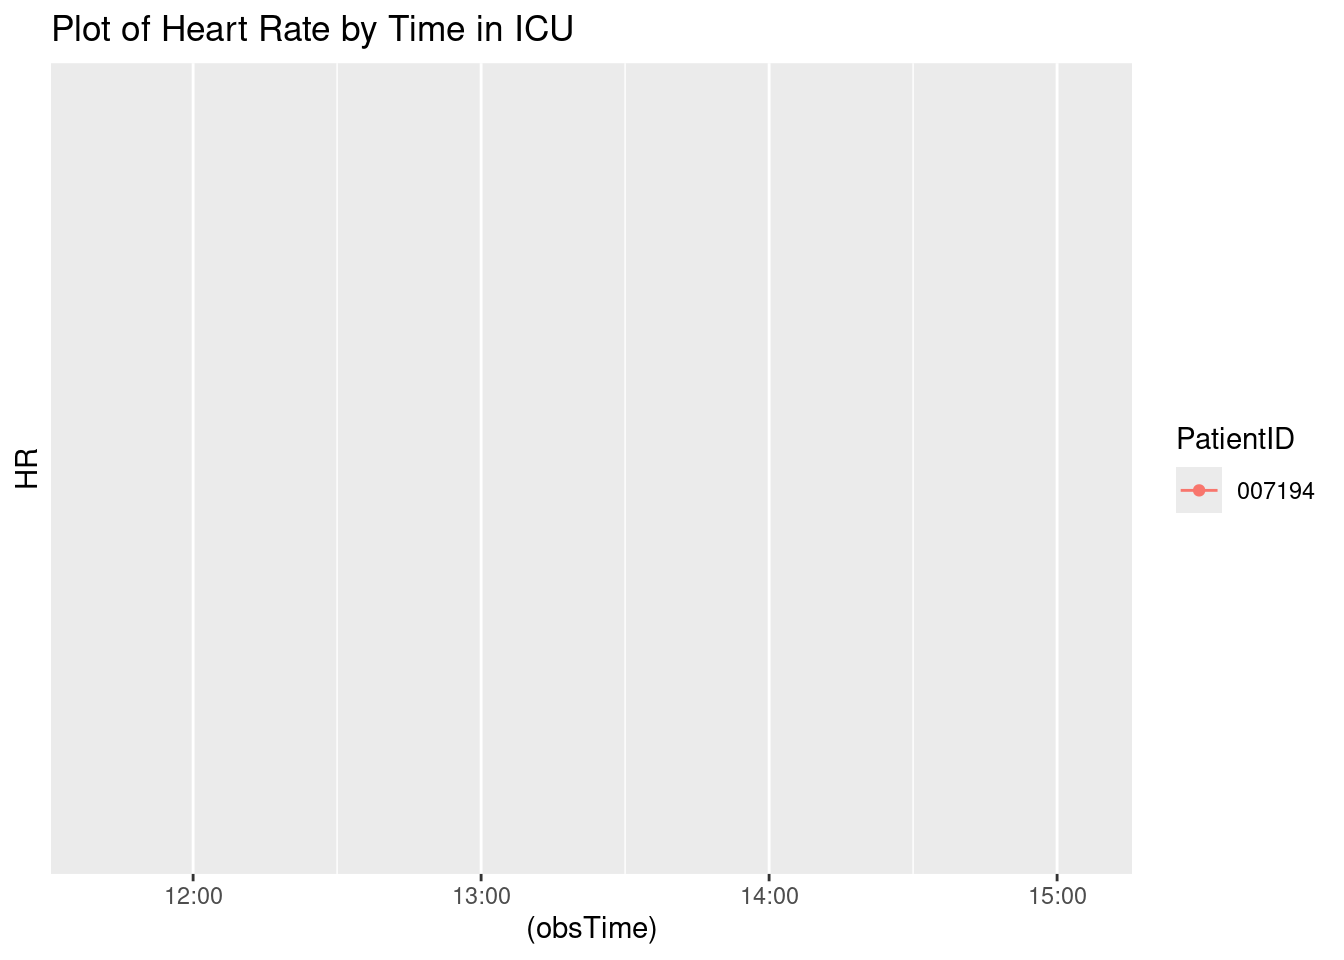 Plot of Heart Rate by Time in ICU
HR
PatientID
007194
12:00 13:00 14:00 15:00
(obsTime)